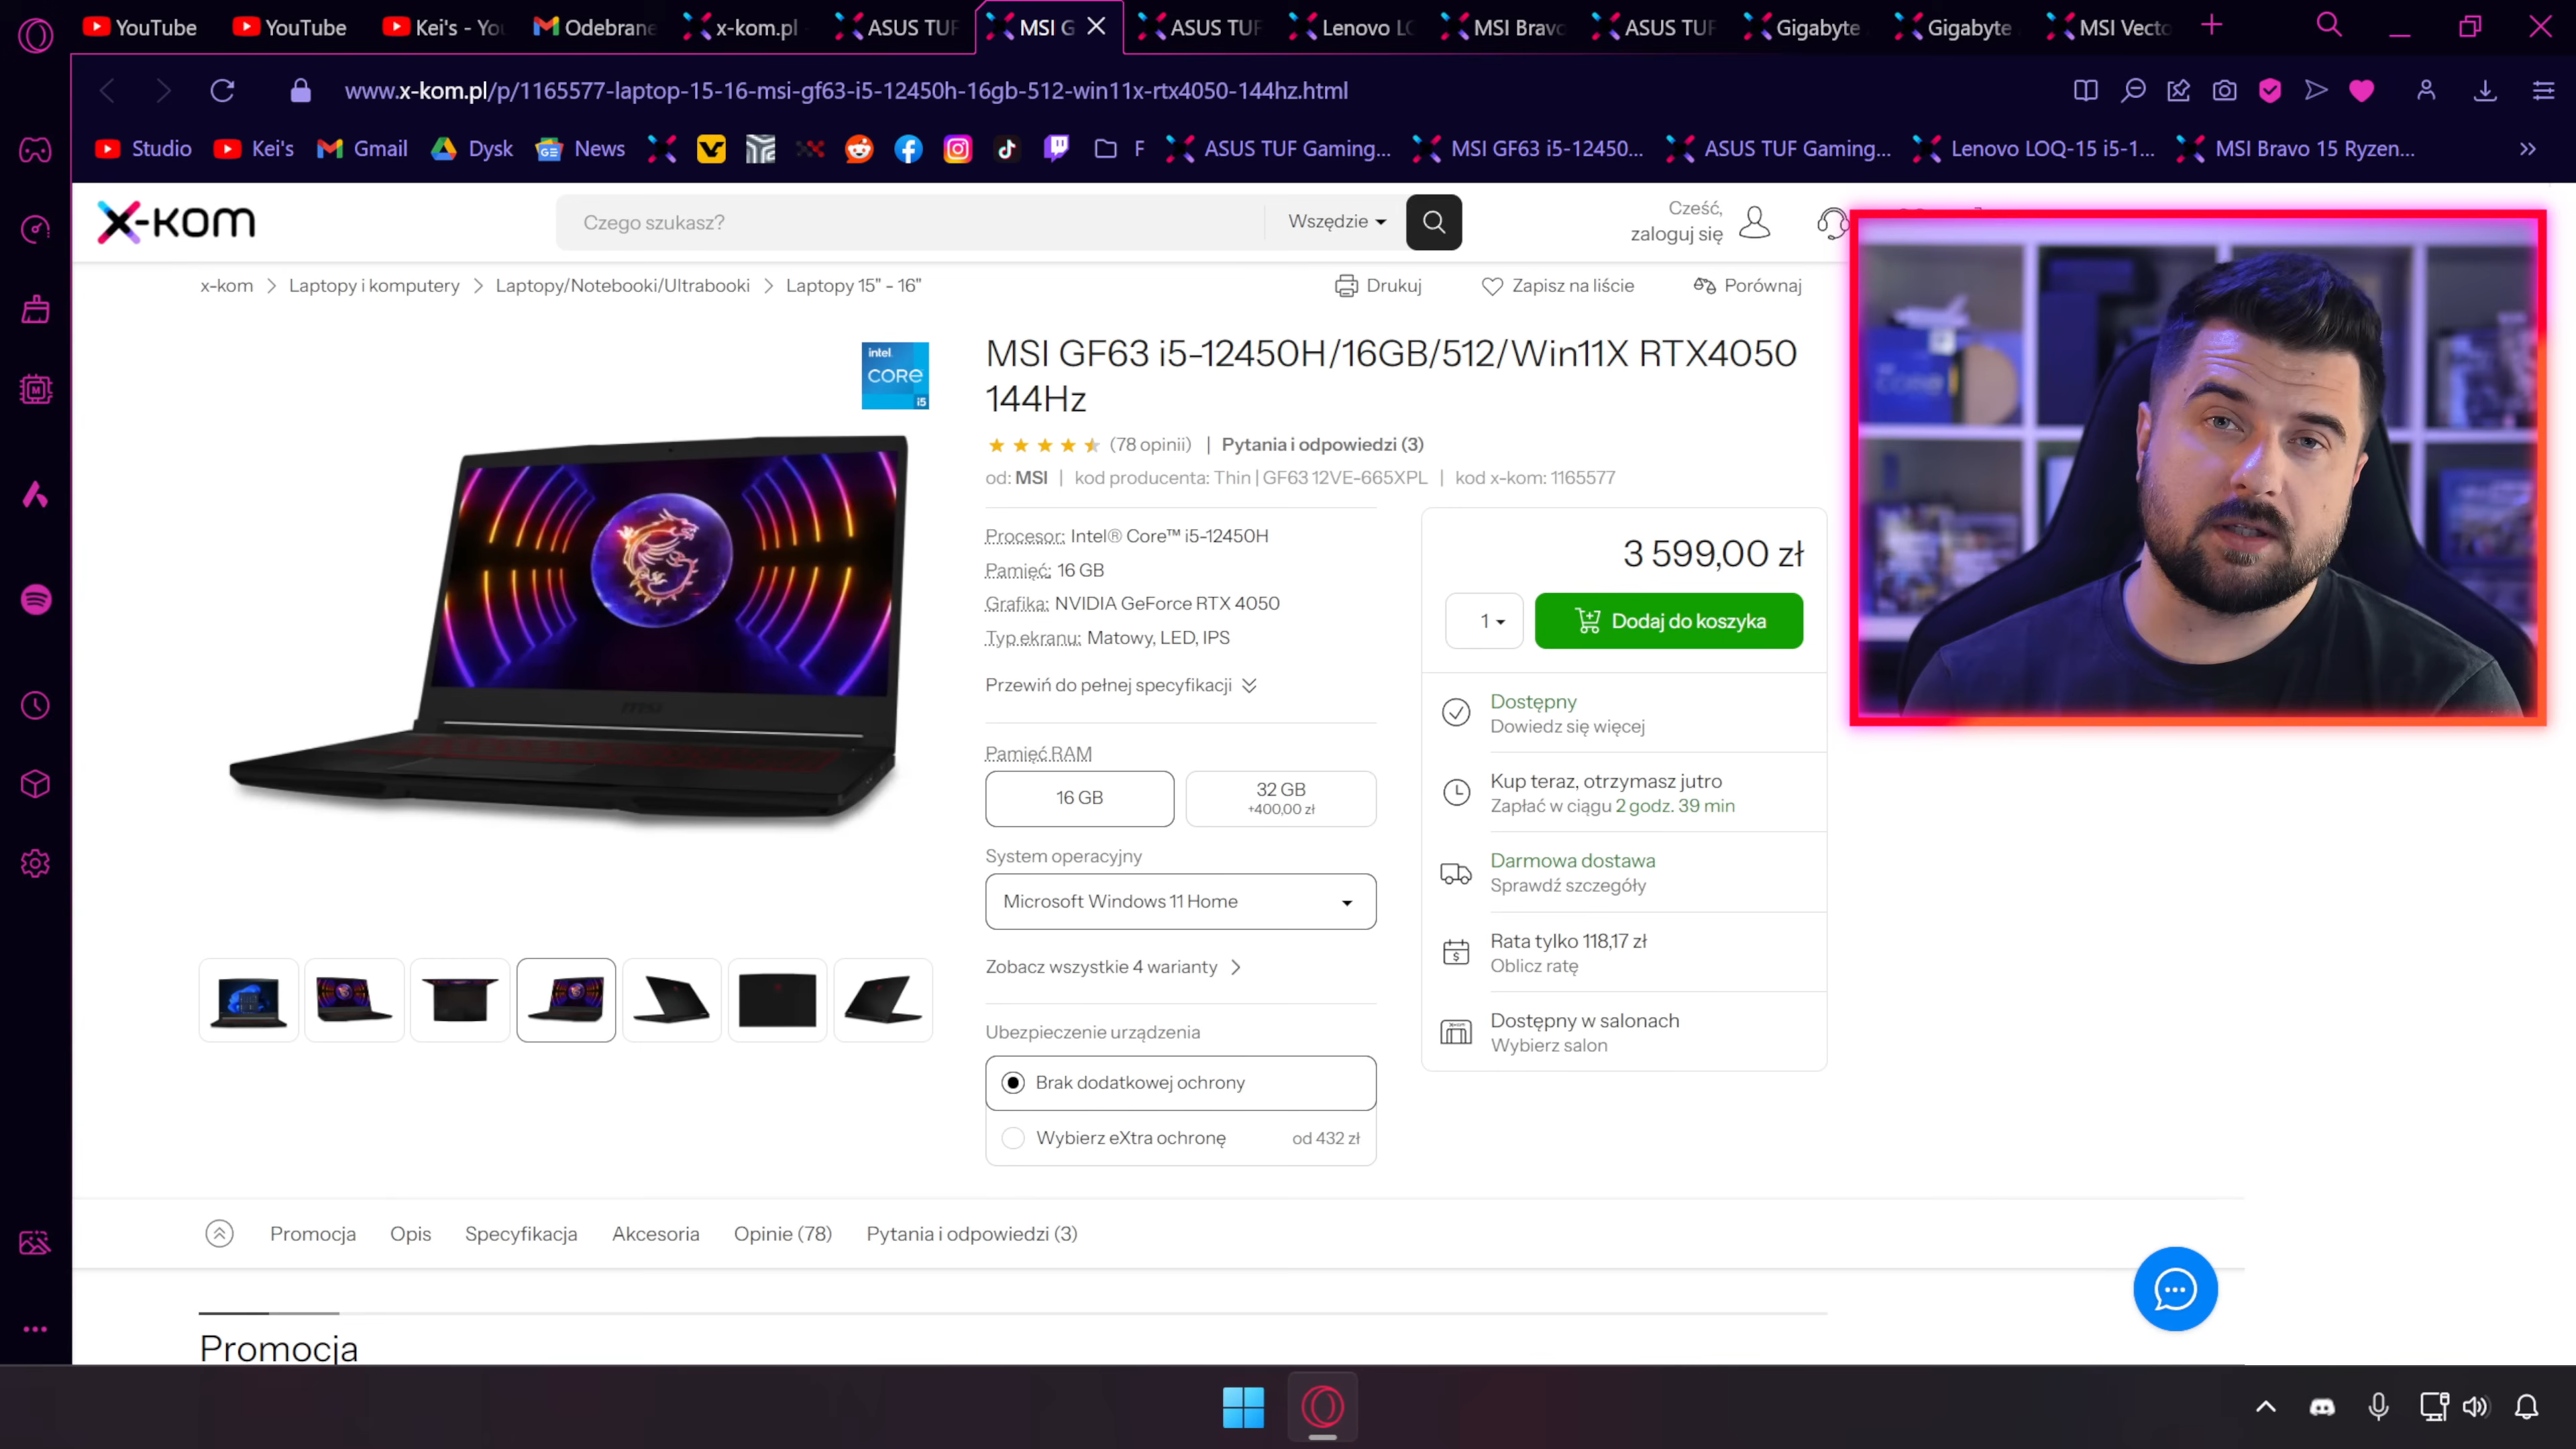 YouTube
YouTube
Kei's - You
Odebrane
x-kom.pl
ASUS TUF
MSI G
ASUS TUF
Lenovo LO
MSI Bravo
ASUS TUF
Gigabyte
Gigabyte
MSI Vecto
www.x-kom.pl/p/1165577-laptop-15-16-msi-gf63-i5-12450h-16gb-512-win11x-rtx4050-144hz.html
Studio
Kei's
Gmail
Dysk
News
F
ASUS TUF Gaming...
MSI GF63 i5-12450...
ASUS TUF Gaming...
Lenovo LOQ-15 i5-1...
MSI Bravo 15 Ryzen...
x-kom
Czego szukasz?
Wszędzie
Cześć,
zaloguj się
x-kom > Laptopy i komputery > Laptopy/Notebooki/Ultrabooki > Laptopy 15" - 16"
Drukuj
Zapisz na liście
Porównaj
intel
CORE
i5
MSI GF63 i5-12450H/16GB/512/Win11X RTX4050
144Hz
(78 opinii) | Pytania i odpowiedzi (3)
od: MSI | kod producenta: Thin | GF63 12VE-665XPL | kod x-kom: 1165577
Procesor: Intel® Core™ i5-12450H
Pamięć: 16 GB
Grafika: NVIDIA GeForce RTX 4050
Typ ekranu: Matowy, LED, IPS
Przewiń do pełnej specyfikacji
Pamięć RAM
16 GB
32 GB
+400,00 zł
System operacyjny
Microsoft Windows 11 Home
Zobacz wszystkie 4 warianty >
Ubezpieczenie urządzenia
Brak dodatkowej ochrony
Wybierz eXtra ochronę od 432 zł
3 599,00 zł
1
Dodaj do koszyka
Dostępny
Dowiedz się więcej
Kup teraz, otrzymasz jutro
Zapłać w ciągu 2 godz. 39 min
Darmowa dostawa
Sprawdź szczegóły
Rata tylko 118,17 zł
Oblicz ratę
Dostępny w salonach
Wybierz salon
msi
Promocja
Opis
Specyfikacja
Akcesoria
Opinie (78)
Pytania i odpowiedzi (3)
Promocja